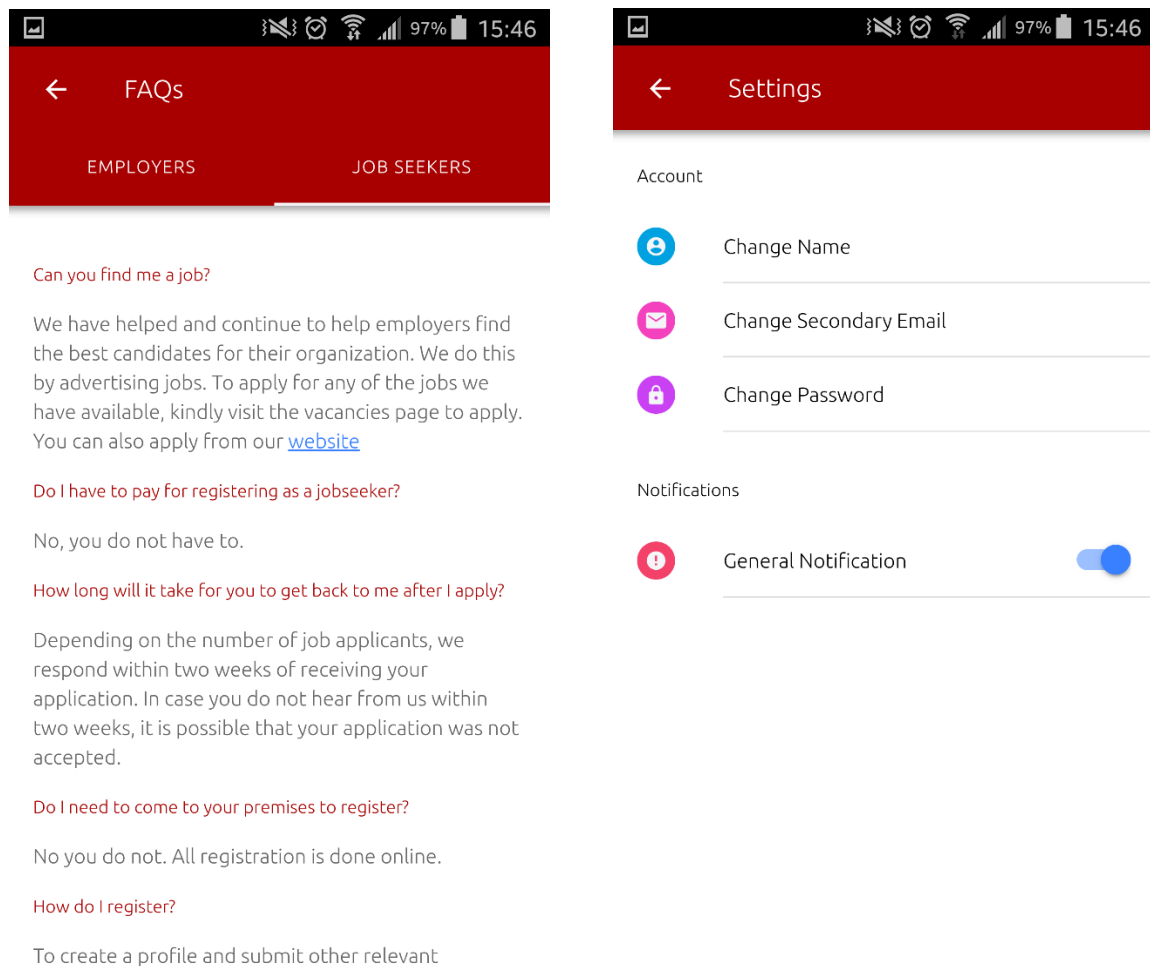 97% 15:46
FAQs
EMPLOYERS JOB SEEKERS
Can you find me a job?
We have helped and continue to help employers find
the best candidates for their organization. We do this
by advertising jobs. To apply for any of the jobs we
have available, kindly visit the vacancies page to apply.
You can also apply from our website
Do I have to pay for registering as a jobseeker?
No, you do not have to.
How long will it take for you to get back to me after I apply?
Depending on the number of job applicants, we
respond within two weeks of receiving your
application. In case you do not hear from us within
two weeks, it is possible that your application was not
accepted.
Do I need to come to your premises to register?
No you do not. All registration is done online.
How do I register?
To create a profile and submit other relevant
97% 15:46
Settings
Account
Change Name
Change Secondary Email
Change Password
Notifications
General Notification